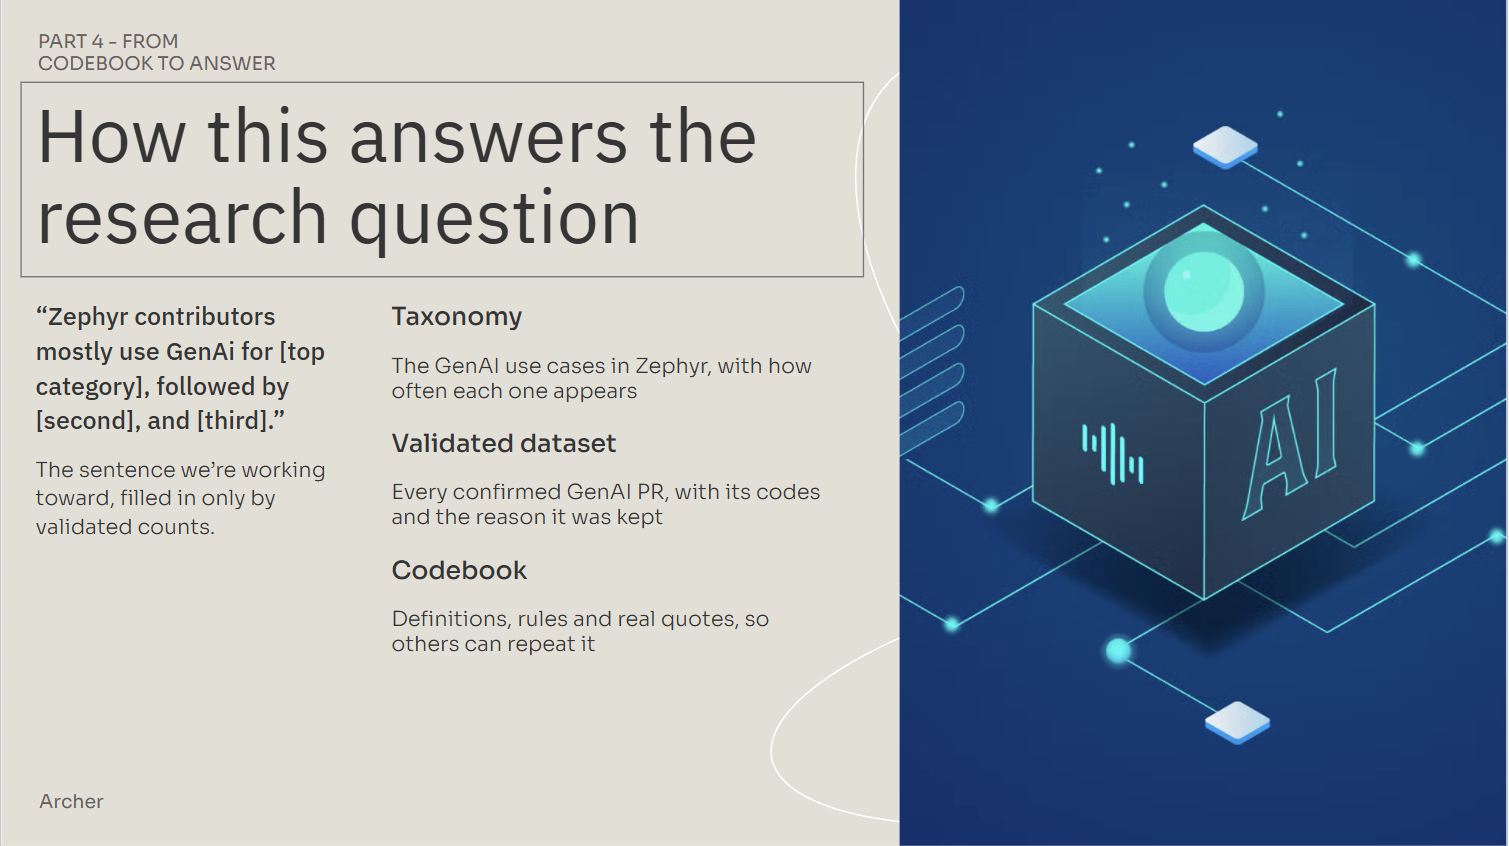 PART 4 - FROM
CODEBOOK TO ANSWER
How this answers the
research question
“Zephyr contributors
mostly use GenAi for [top
category], followed by
[second], and [third].”
The sentence we’re working
toward, filled in only by
validated counts.
Taxonomy
The GenAI use cases in Zephyr, with how
often each one appears
Validated dataset
Every confirmed GenAI PR, with its codes
and the reason it was kept
Codebook
Definitions, rules and real quotes, so
others can repeat it
Archer
AI